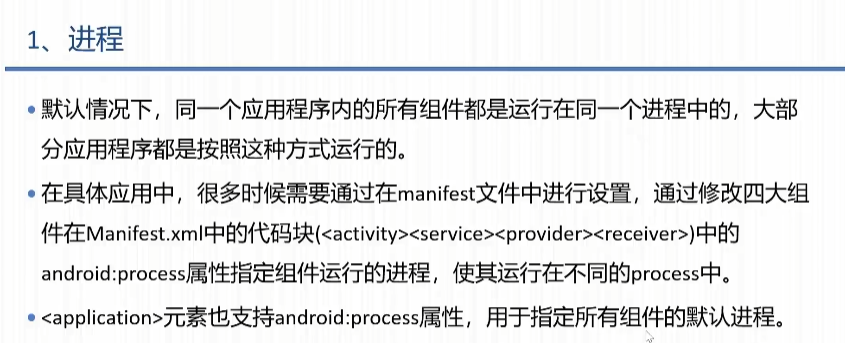 1、进程
•默认情况下，同一个应用程序内的所有组件都是运行在同一个进程中的，大部
分应用程序都是按照这种方式运行的。
•在具体应用中，很多时候需要通过在manifest文件中进行设置，通过修改四大组
件在Manifest.xml中的代码块(<activity><service><provider><receiver>)中的
android:process属性指定组件运行的进程，使其运行在不同的process中。
•<application>元素也支持android:process属性，用于指定所有组件的默认进程。